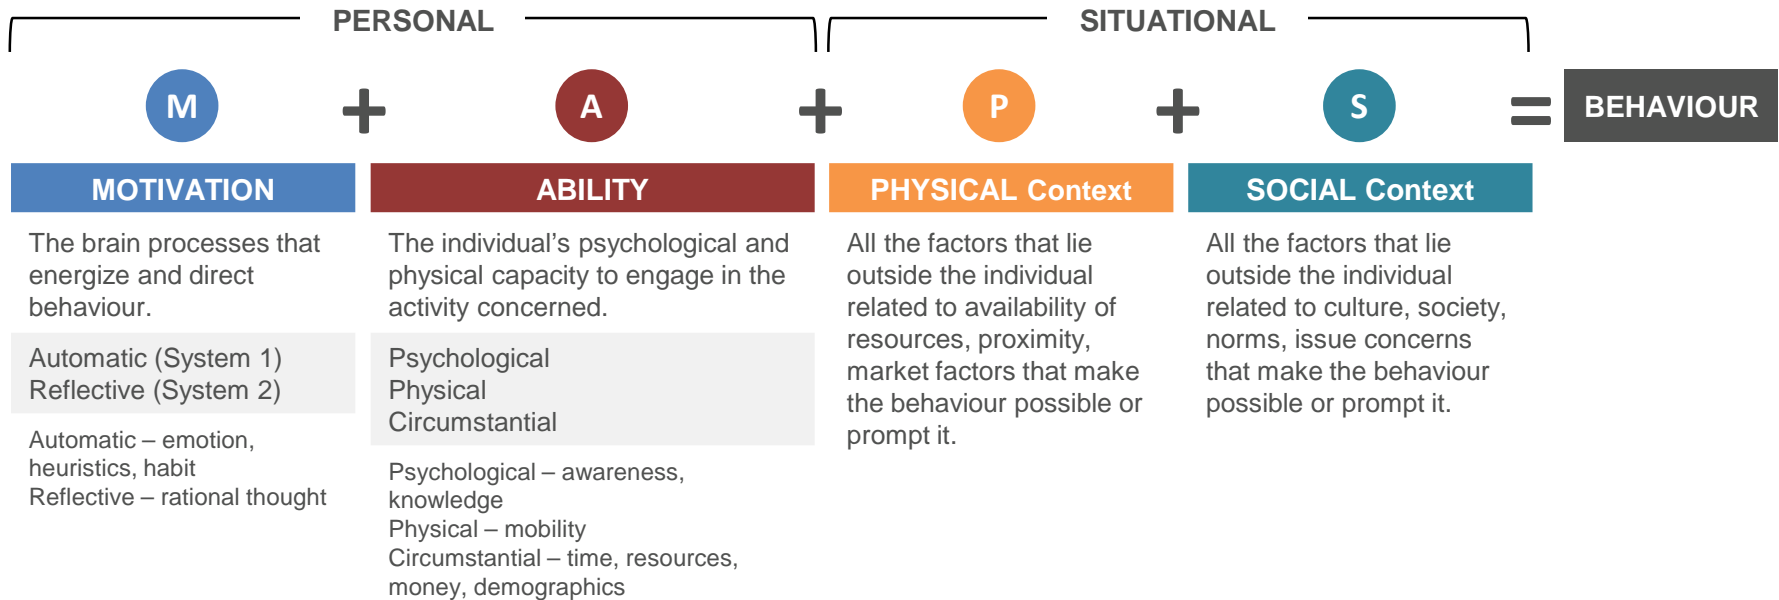 PERSONAL
SITUATIONAL
M + A + P + S = BEHAVIOUR
MOTIVATION
The brain processes that
energize and direct
behaviour.
Automatic (System 1)
Reflective (System 2)
Automatic – emotion,
heuristics, habit
Reflective – rational thought
ABILITY
The individual's psychological and
physical capacity to engage in the
activity concerned.
Psychological
Physical
Circumstantial
Psychological – awareness,
knowledge
Physical – mobility
Circumstantial – time, resources,
money, demographics
PHYSICAL Context
All the factors that lie
outside the individual
related to availability of
resources, proximity,
market factors that make
the behaviour possible or
prompt it.
SOCIAL Context
All the factors that lie
outside the individual
related to culture, society,
norms, issue concerns
that make the behaviour
possible or prompt it.